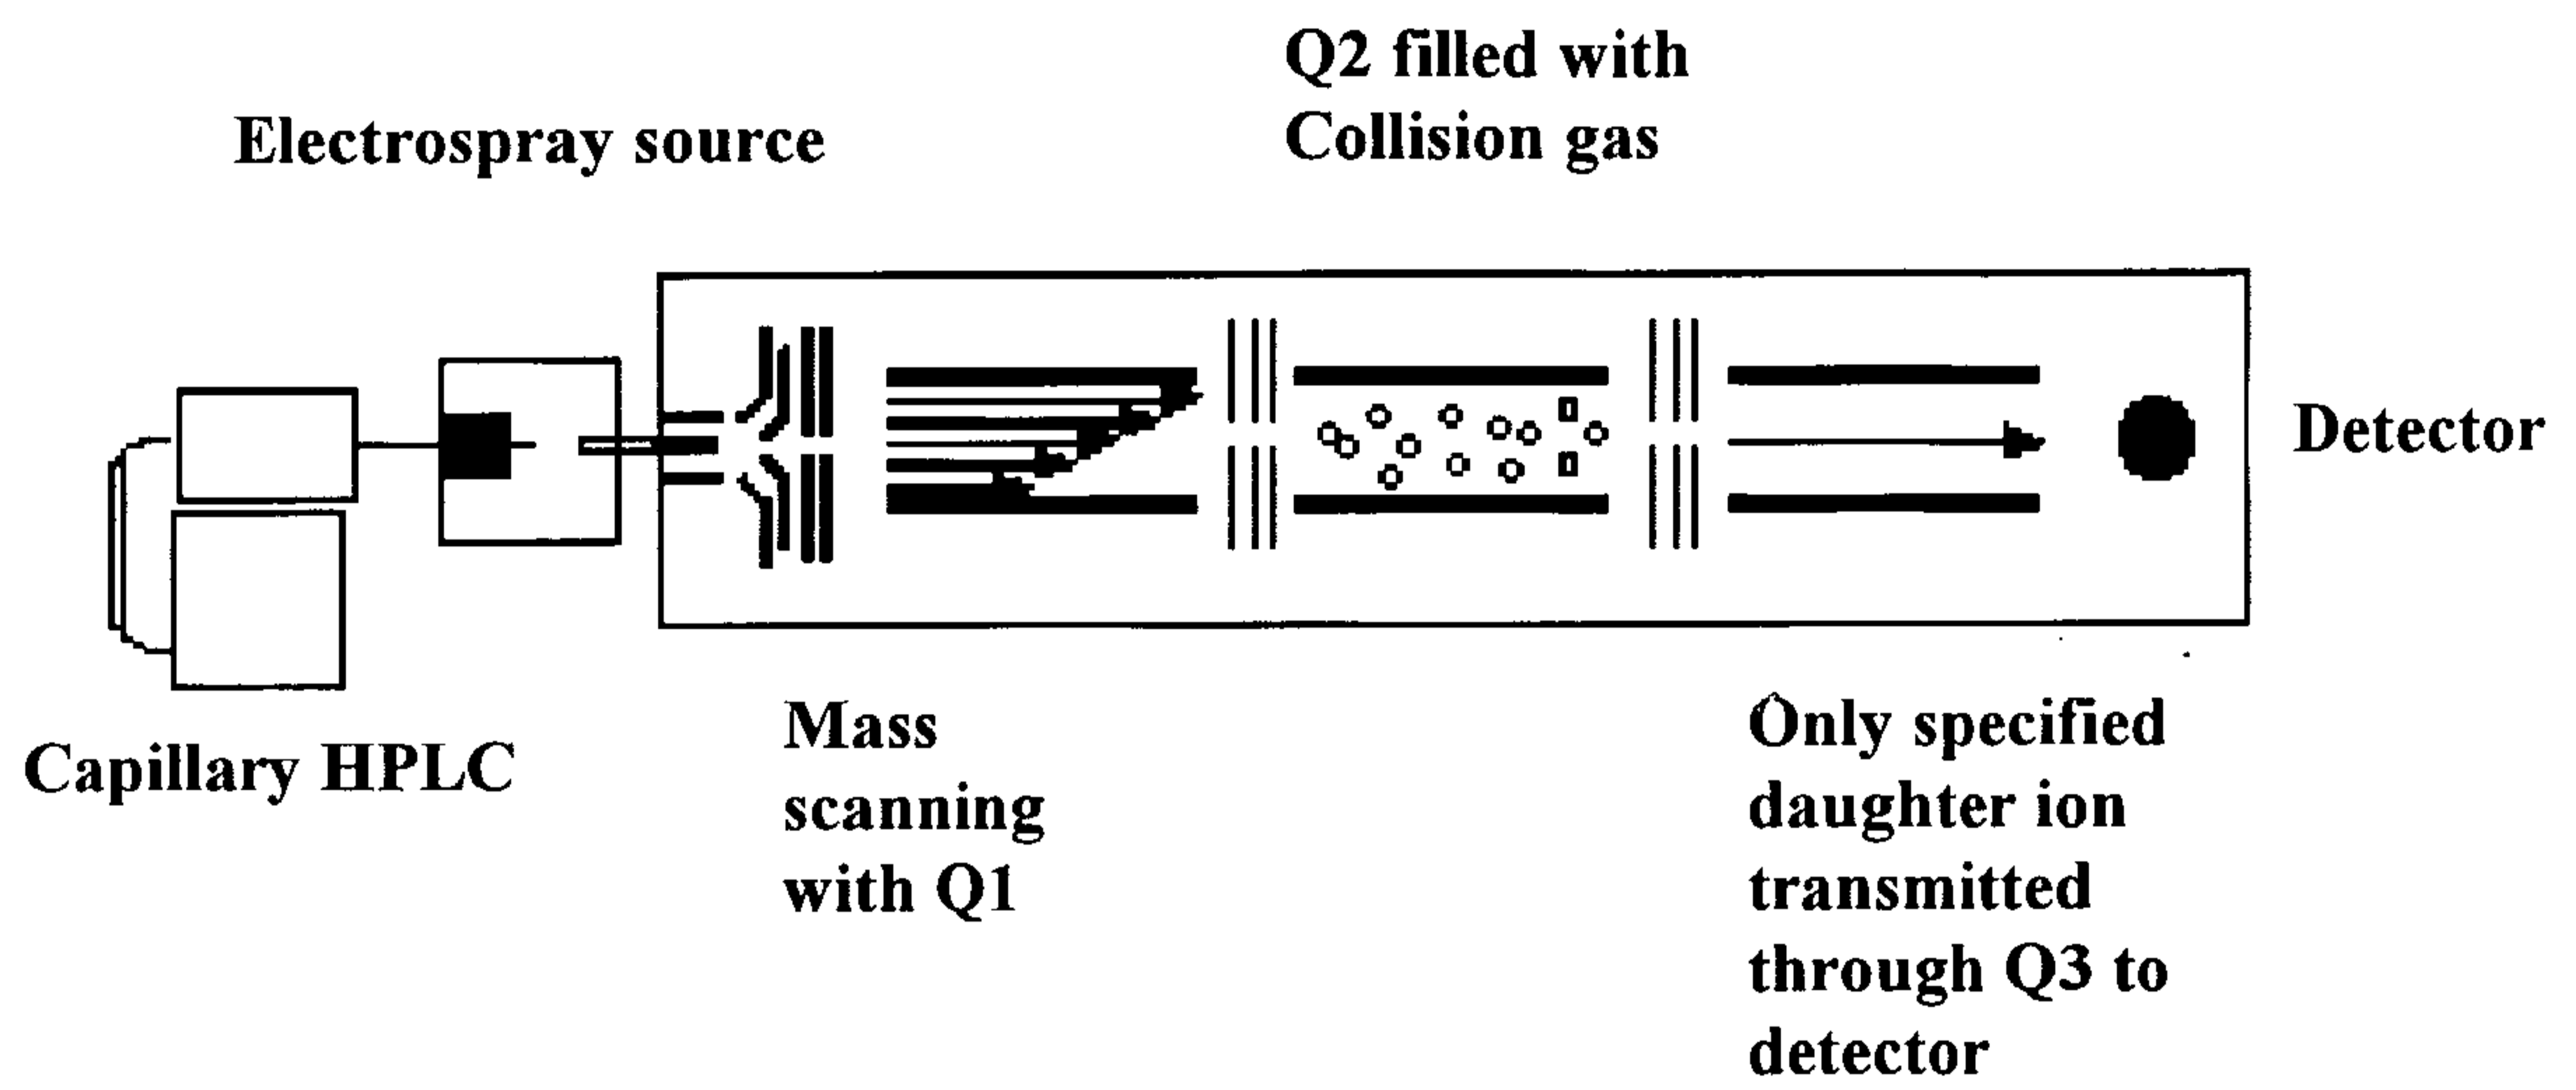 Q2 filled with
Collision gas
Electrospray source
Detector
Capillary HPLC
Mass
scanning
with Q1
Only specified
daughter ion
transmitted
through Q3 to
detector